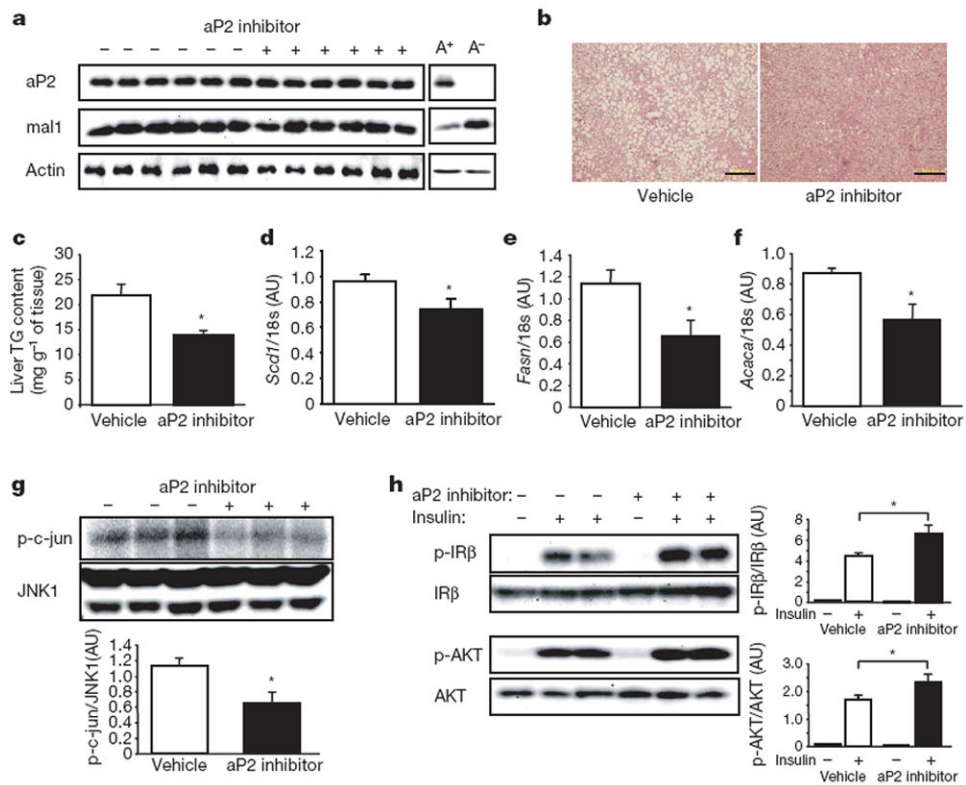 a
aP2 inhibitor
– – – – – – + + + + + + A⁺ A⁻
aP2
mal1
Actin
b
Vehicle aP2 inhibitor
c
Liver TG content
(mg g⁻¹ of tissue)
30
25
20
15
10
5
0
*
Vehicle aP2 inhibitor
d
Scd1/18s (AU)
1.2
1.0
0.8
0.6
0.4
0.2
0
*
Vehicle aP2 inhibitor
e
Fasn/18s (AU)
1.4
1.2
1.0
0.8
0.6
0.4
0.2
0
*
Vehicle aP2 inhibitor
f
Acaca/18s (AU)
1.0
0.8
0.6
0.4
0.2
0
*
Vehicle aP2 inhibitor
g
aP2 inhibitor
– – – + + +
p-c-jun
JNK1
p-c-jun/JNK1(AU)
1.4
1.2
1.0
0.8
0.6
0.4
0.2
0
*
Vehicle aP2 inhibitor
h
aP2 inhibitor: – – – + + +
Insulin: – + + – + +
p-IRβ
IRβ
p-AKT
AKT
p-IRβ/IRβ (AU)
8
6
4
2
0
*
Insulin – + – +
Vehicle aP2 inhibitor
p-AKT/AKT (AU)
3.0
2.0
1.0
0
*
Insulin – + – +
Vehicle aP2 inhibitor